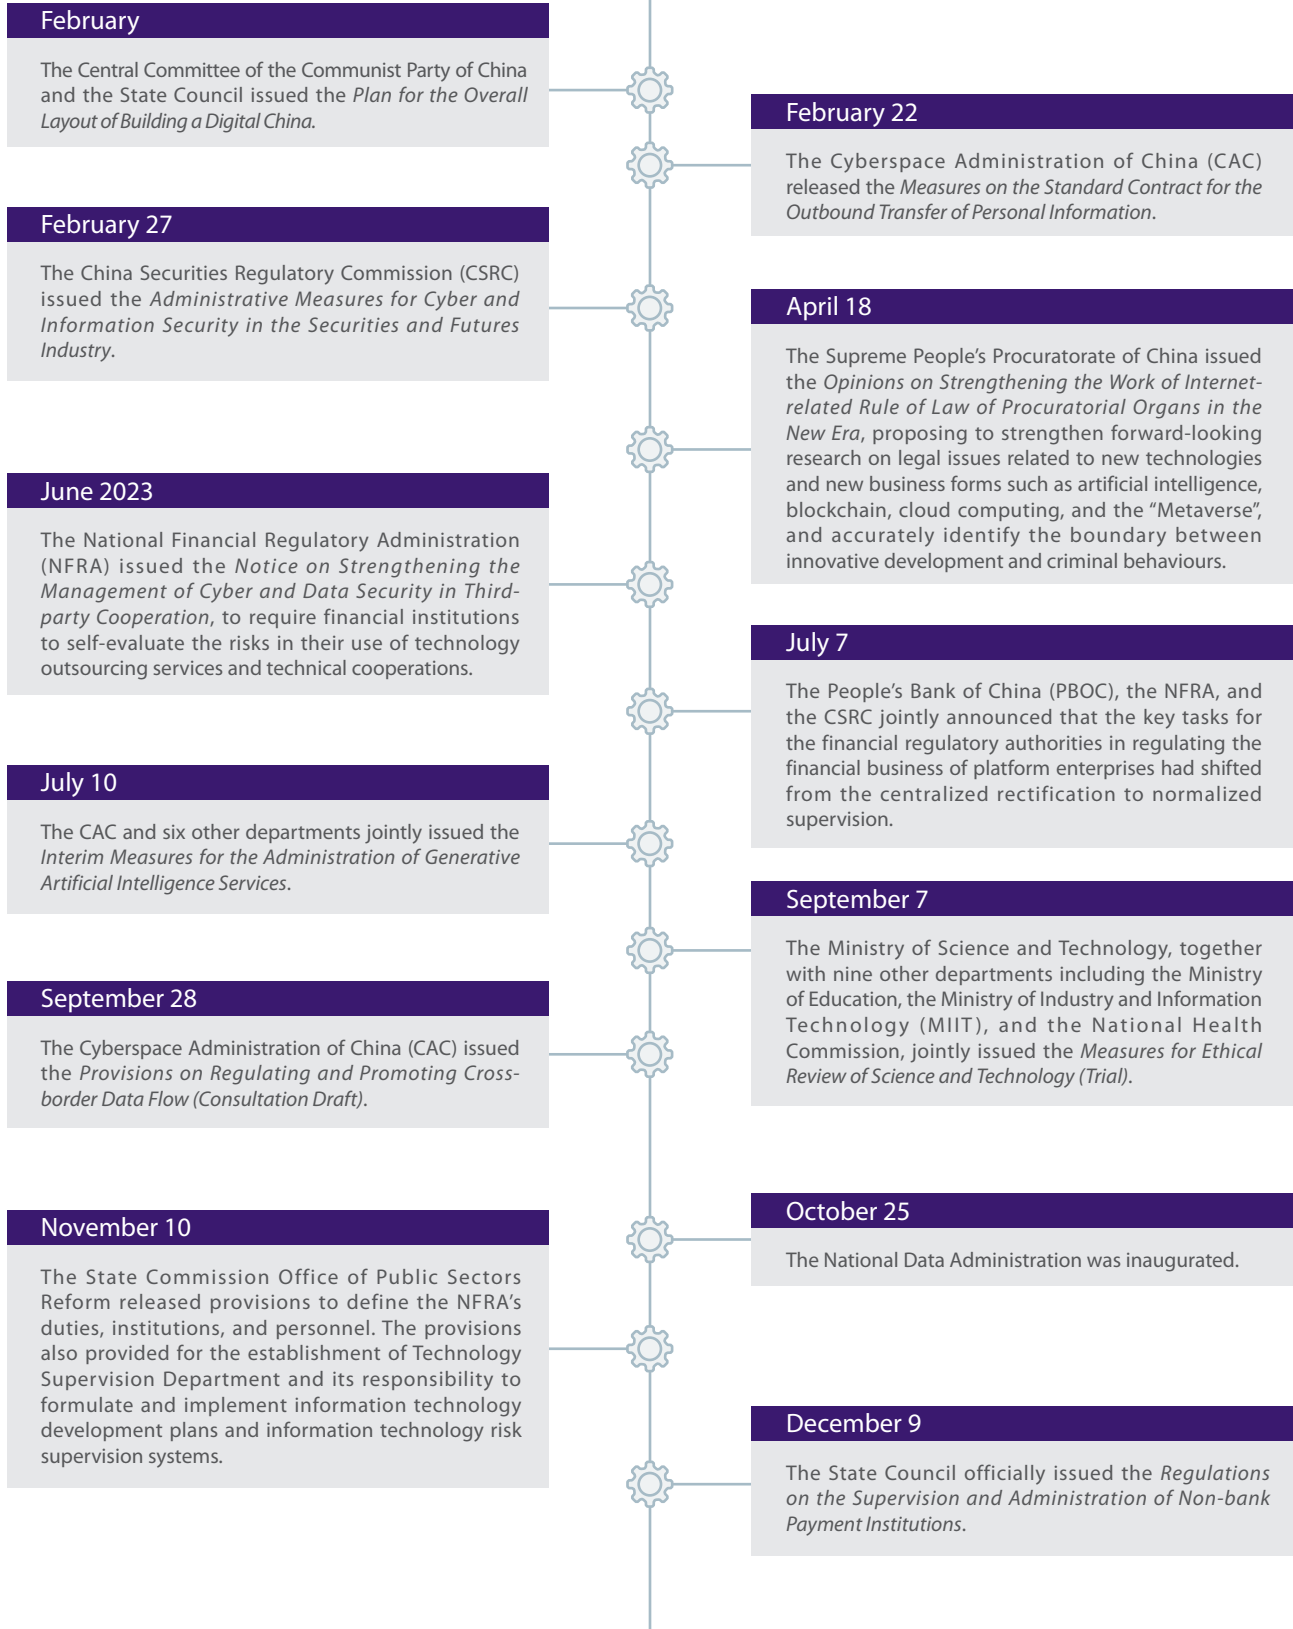 February
The Central Committee of the Communist Party of China
and the State Council issued the Plan for the Overall
Layout of Building a Digital China.
February 22
The Cyberspace Administration of China (CAC)
released the Measures on the Standard Contract for the
Outbound Transfer of Personal Information.
February 27
The China Securities Regulatory Commission (CSRC)
issued the Administrative Measures for Cyber and
Information Security in the Securities and Futures
Industry.
April 18
The Supreme People’s Procuratorate of China issued
the Opinions on Strengthening the Work of Internet-
related Rule of Law of Procuratorial Organs in the
New Era, proposing to strengthen forward-looking
research on legal issues related to new technologies
and new business forms such as artificial intelligence,
blockchain, cloud computing, and the “Metaverse”,
and accurately identify the boundary between
innovative development and criminal behaviours.
June 2023
The National Financial Regulatory Administration
(NFRA) issued the Notice on Strengthening the
Management of Cyber and Data Security in Third-
party Cooperation, to require financial institutions
to self-evaluate the risks in their use of technology
outsourcing services and technical cooperations.
July 7
The People’s Bank of China (PBOC), the NFRA, and
the CSRC jointly announced that the key tasks for
the financial regulatory authorities in regulating the
financial business of platform enterprises had shifted
from the centralized rectification to normalized
supervision.
July 10
The CAC and six other departments jointly issued the
Interim Measures for the Administration of Generative
Artificial Intelligence Services.
September 7
The Ministry of Science and Technology, together
with nine other departments including the Ministry
of Education, the Ministry of Industry and Information
Technology (MIIT), and the National Health
Commission, jointly issued the Measures for Ethical
Review of Science and Technology (Trial).
September 28
The Cyberspace Administration of China (CAC) issued
the Provisions on Regulating and Promoting Cross-
border Data Flow (Consultation Draft).
October 25
The National Data Administration was inaugurated.
November 10
The State Commission Office of Public Sectors
Reform released provisions to define the NFRA’s
duties, institutions, and personnel. The provisions
also provided for the establishment of Technology
Supervision Department and its responsibility to
formulate and implement information technology
development plans and information technology risk
supervision systems.
December 9
The State Council officially issued the Regulations
on the Supervision and Administration of Non-bank
Payment Institutions.